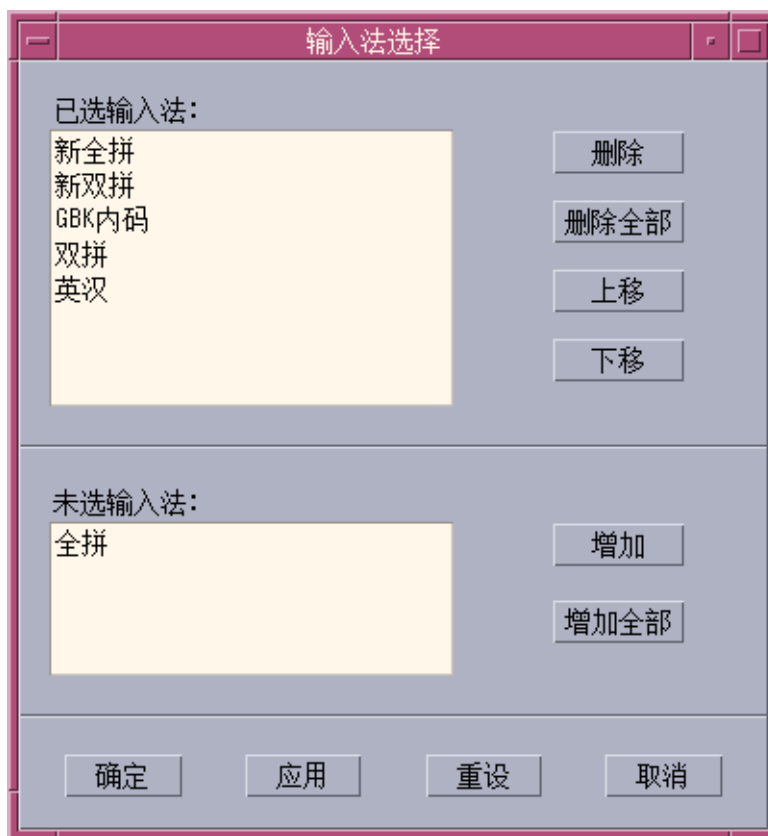 输入法选择
已选输入法:
新全拼
新双拼
GBK内码
双拼
英汉
删除
删除全部
上移
下移
未选输入法:
全拼
增加
增加全部
确定 应用 重设 取消